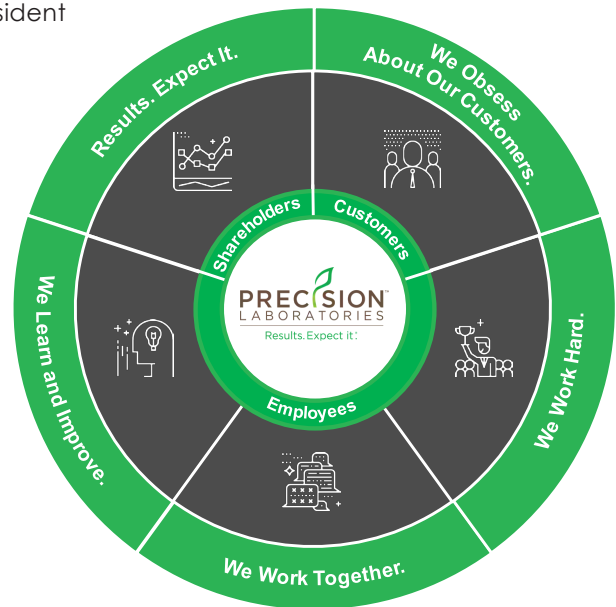 sident
Results. Expect It.
We Obsess
About Our Customers.
Shareholders
Customers
PRECISION™
LABORATORIES
Results. Expect it:
We Learn and Improve.
We Work Hard.
Employees
We Work Together.